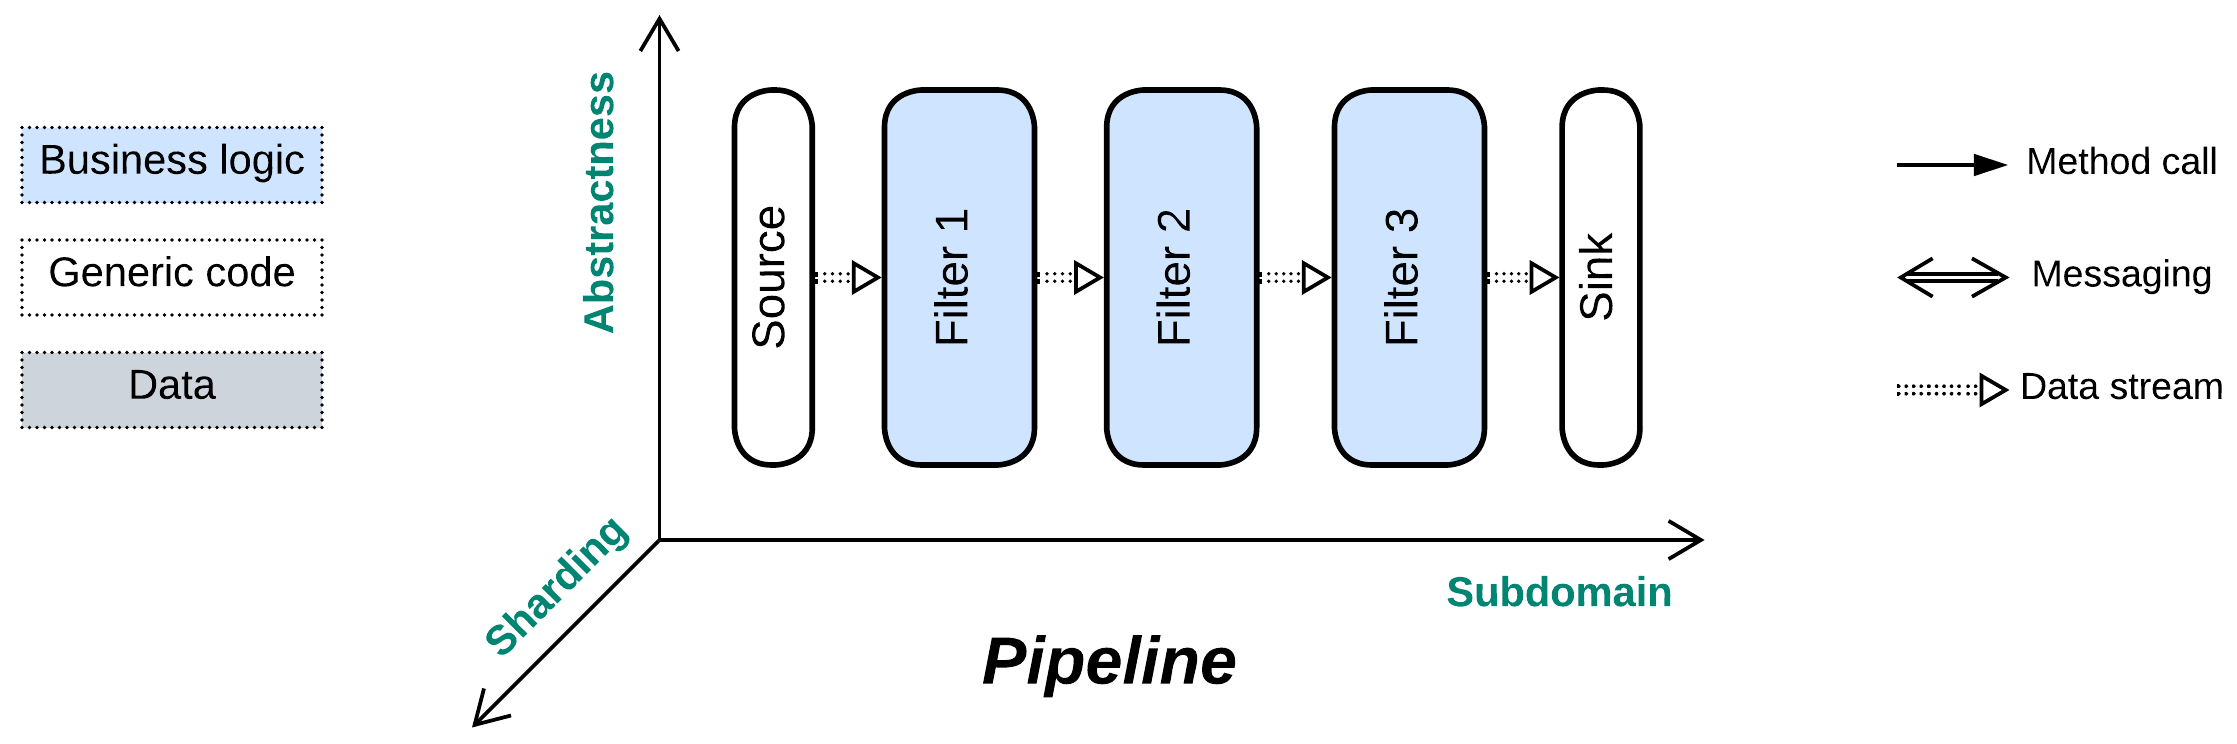 Business logic
Generic code
Data
Abstractness
Sharding
Subdomain
Source
Filter 1
Filter 2
Filter 3
Sink
Pipeline
Method call
Messaging
Data stream